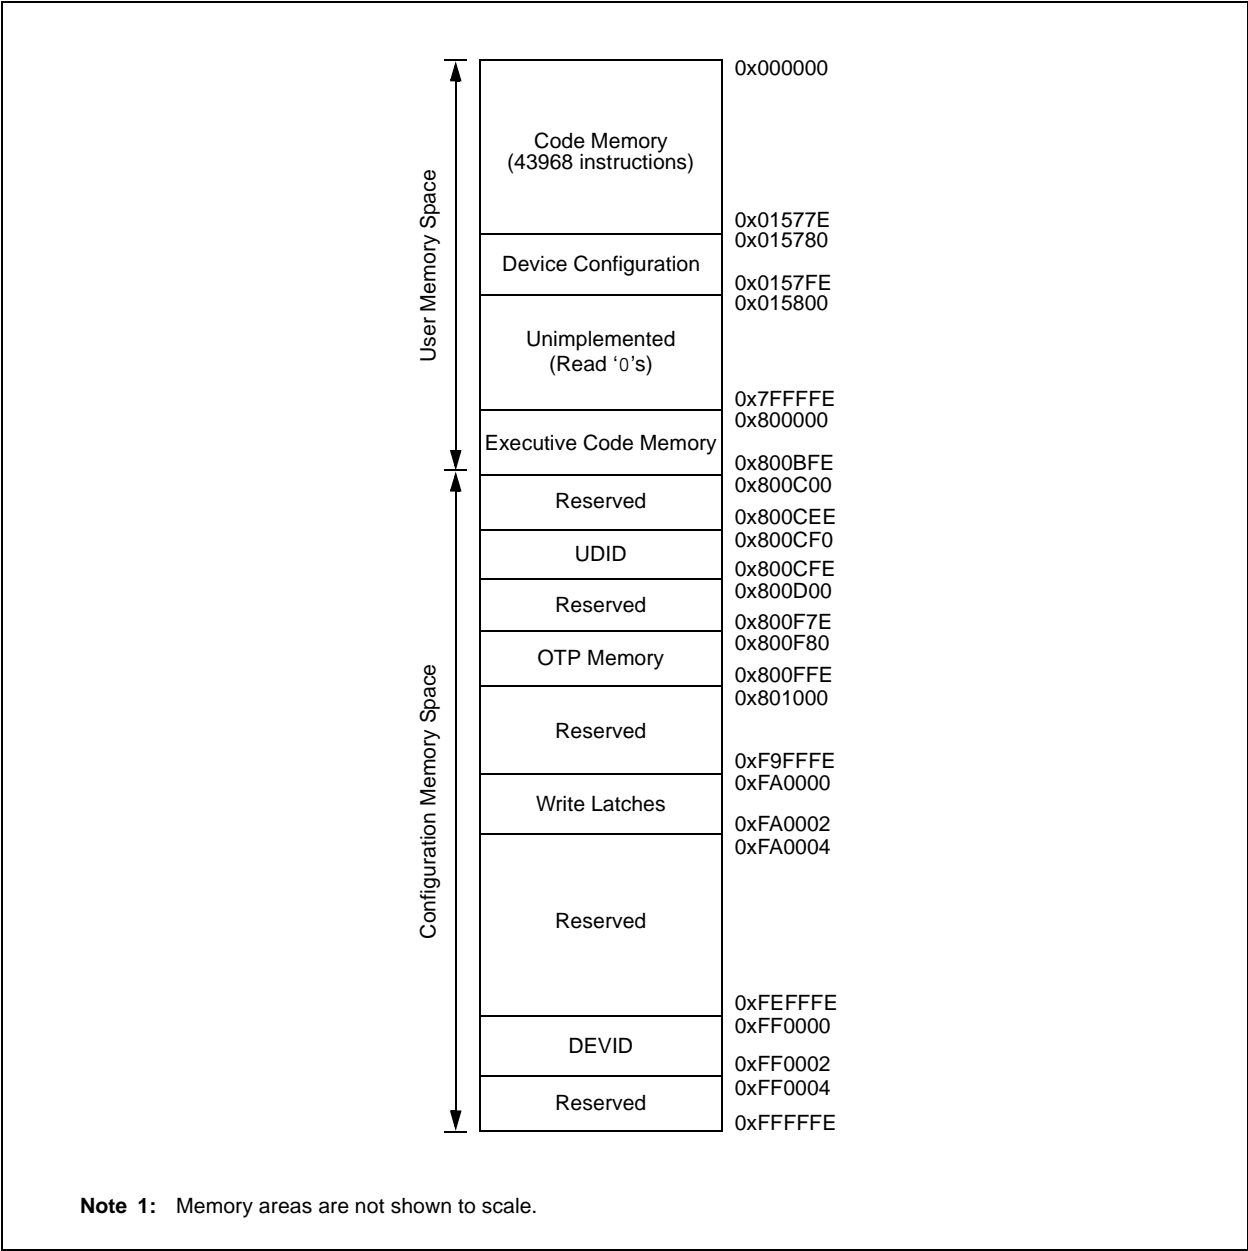 0x000000
Code Memory
(43968 instructions)
0x01577E
0x015780
Device Configuration
0x0157FE
0x015800
User Memory Space
Unimplemented
(Read ‘0’s)
0x7FFFFE
0x800000
Executive Code Memory
0x800BFE
0x800C00
Reserved
0x800CEE
0x800CF0
UDID
0x800CFE
0x800D00
Reserved
0x800F7E
0x800F80
OTP Memory
0x800FFE
0x801000
Reserved
0xF9FFFE
0xFA0000
Configuration Memory Space
Write Latches
0xFA0002
0xFA0004
Reserved
0xFEFFFE
0xFF0000
DEVID
0xFF0002
0xFF0004
Reserved
0xFFFFFE
Note 1: Memory areas are not shown to scale.